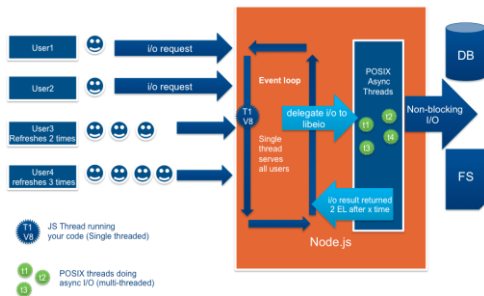 User1
i/o request
User2
i/o request
User3
Refreshes 2 times
User4
refreshes 3 times
Event loop
T1
V8
Single
thread
serves
all users
delegate i/o to
libeio
POSIX
Async
Threads
t1
t2
t4
t3
i/o result returned
2 EL after x time
Node.js
Non-blocking
I/O
DB
FS
T1
V8
JS Thread running
your code (Single threaded)
t1
t2
t3
POSIX threads doing
async I/O (multi-threaded)